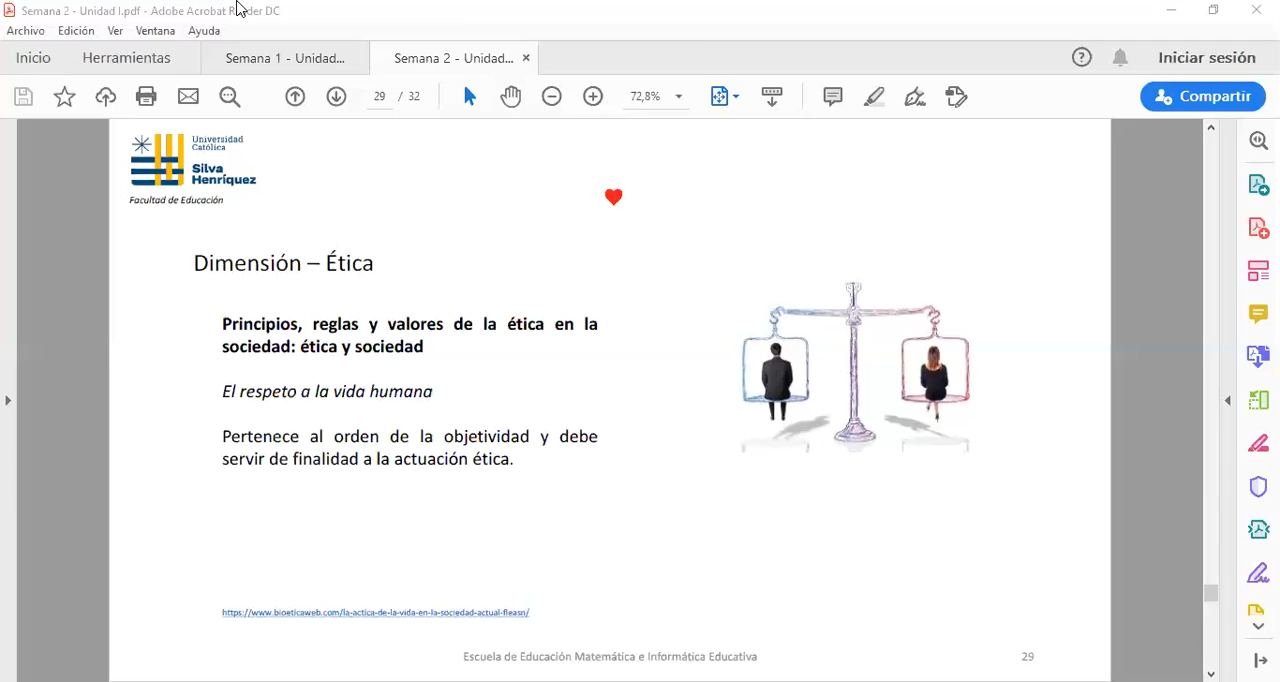 Semana 2 - Unidad I.pdf - Adobe Acrobat Reader DC
Archivo Edición Ver Ventana Ayuda
Inicio Herramientas Semana 1 - Unidad... Semana 2 - Unidad... × Iniciar sesión
29 / 32 72,8% Compartir
Universidad
Católica
Silva
Henríquez
Facultad de Educación
Dimensión – Ética
Principios, reglas y valores de la ética en la
sociedad: ética y sociedad
El respeto a la vida humana
Pertenece al orden de la objetividad y debe
servir de finalidad a la actuación ética.
https://www.bioeticaweb.com/la-actica-de-la-vida-en-la-sociedad-actual-fleasn/
Escuela de Educación Matemática e Informática Educativa 29